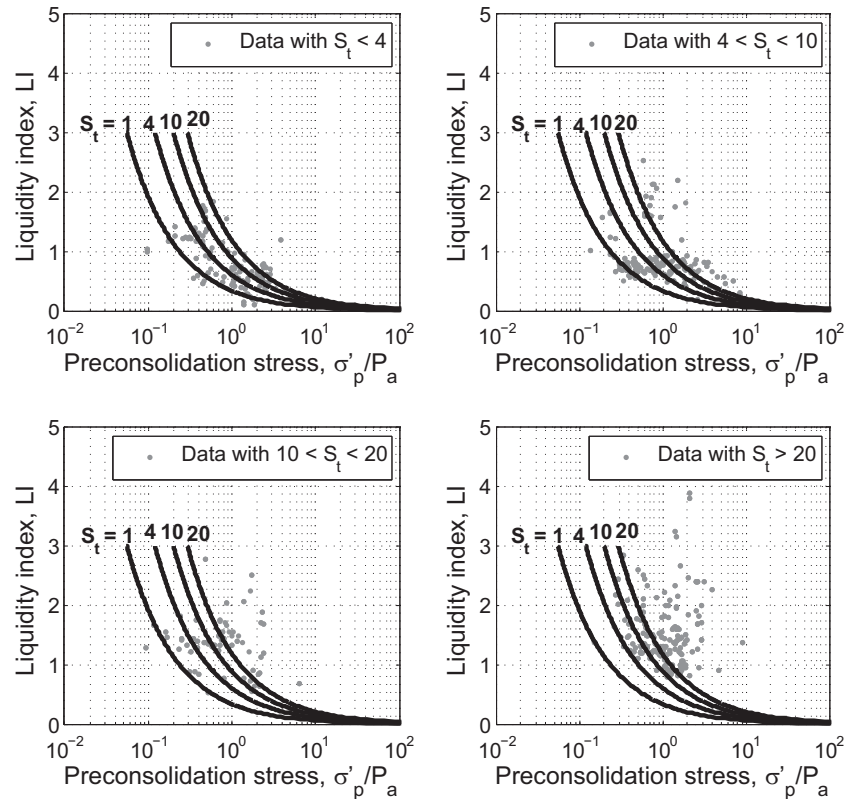 5
4
3
2
1
0
Liquidity index, LI
Data with S_t < 4
S_t = 1 4 10 20
10^−2 10^−1 10^0 10^1 10^2
Preconsolidation stress, σ'_p/P_a
5
4
3
2
1
0
Liquidity index, LI
Data with 4 < S_t < 10
S_t = 1 4 10 20
10^−2 10^−1 10^0 10^1 10^2
Preconsolidation stress, σ'_p/P_a
5
4
3
2
1
0
Liquidity index, LI
Data with 10 < S_t < 20
S_t = 1 4 10 20
10^−2 10^−1 10^0 10^1 10^2
Preconsolidation stress, σ'_p/P_a
5
4
3
2
1
0
Liquidity index, LI
Data with S_t > 20
S_t = 1 4 10 20
10^−2 10^−1 10^0 10^1 10^2
Preconsolidation stress, σ'_p/P_a